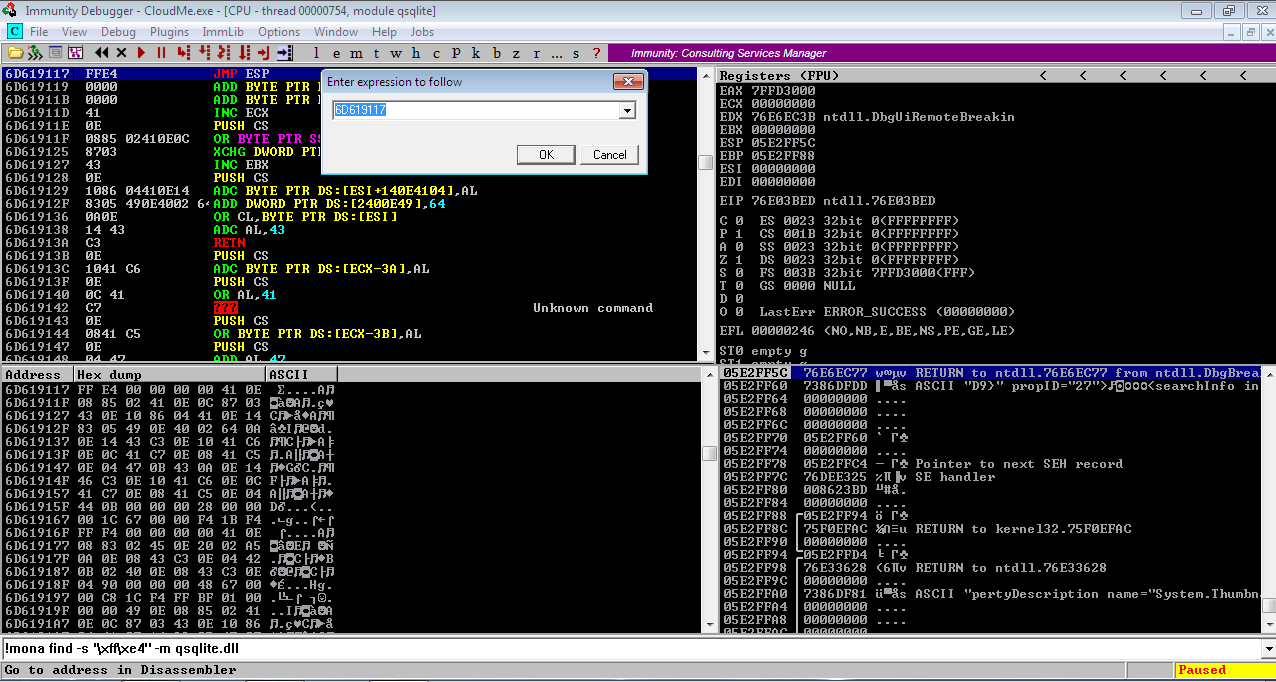 Immunity Debugger - CloudMe.exe - [CPU - thread 00000754, module qsqlite]
File View Debug Plugins ImmLib Options Window Help Jobs
l e m t w h c P k b z r ... s ?
Immunity: Consulting Services Manager
6D619117 FFE4 JMP ESP
6D619119 0000 ADD BYTE PTR
6D61911B 0000 ADD BYTE PTR
6D61911D 41 INC ECX
6D61911E 0E PUSH CS
6D61911F 0885 02410E0C OR BYTE PTR
6D619125 8703 XCHG DWORD
6D619127 43 INC EBX
6D619128 0E PUSH CS
6D619129 1086 04410E14 ADC BYTE PTR DS:[ESI+140E4104],AL
6D61912F 8305 490E4002 6 ADD DWORD PTR DS:[2400E49],64
6D619136 0A0E OR CL,BYTE PTR DS:[ESI]
6D619138 14 43 ADC AL,43
6D61913A C3 RETN
6D61913B 0E PUSH CS
6D61913C 1041 C6 ADC BYTE PTR DS:[ECX-3A],AL
6D61913F 0E PUSH CS
6D619140 0C 41 OR AL,41
6D619142 C7 ??? Unknown command
6D619143 0E PUSH CS
6D619144 0841 C5 OR BYTE PTR DS:[ECX-3B],AL
6D619147 0E PUSH CS
6D619148 04 47 ADD AL,47
Enter expression to follow
6D619117
OK Cancel
Registers (FPU) < < < < < <
EAX 7FFD3000
ECX 00000000
EDX 76E6EC3B ntdll.DbgUiRemoteBreakin
EBX 00000000
ESP 05E2FF5C
EBP 05E2FF88
ESI 00000000
EDI 00000000
EIP 76E03BED ntdll.76E03BED
C 0 ES 0023 32bit 0(FFFFFFFF)
P 1 CS 001B 32bit 0(FFFFFFFF)
A 0 SS 0023 32bit 0(FFFFFFFF)
Z 1 DS 0023 32bit 0(FFFFFFFF)
S 0 FS 003B 32bit 7FFD3000(FFF)
T 0 GS 0000 NULL
D 0
O 0 LastErr ERROR_SUCCESS (00000000)
EFL 00000246 (NO,NB,E,BE,NS,PE,GE,LE)
ST0 empty g
ST1 empty g
Address Hex dump ASCII
6D619117 FF E4 00 00 00 00 41 0E
6D61911F 08 85 02 41 0E 0C 87 03
6D619127 43 0E 10 86 04 41 0E 14
6D61912F 83 05 49 0E 40 02 64 0A
6D619137 0E 14 43 C3 0E 10 41 C6
6D61913F 0E 0C 41 C7 0E 08 41 C5
6D619147 0E 04 47 0B 43 0A 0E 14
6D61914F 46 C3 0E 10 41 C6 0E 0C
6D619157 41 C7 0E 08 41 C5 0E 04
6D61915F 44 0B 00 00 00 28 00 00
6D619167 00 1C 67 00 00 F4 1B F4
6D61916F FF F4 00 00 00 00 41 0E
6D619177 08 83 02 45 0E 20 02 A5
6D61917F 0A 0E 08 43 C3 0E 04 42
6D619187 0B 02 40 0E 08 43 C3 0E
6D61918F 04 90 00 00 00 48 67 00
6D619197 00 C8 1C F4 FF BF 01 00
6D61919F 00 00 49 0E 08 85 02 41
6D6191A7 0E 0C 87 03 43 0E 10 86
05E2FF5C 76E6EC77 RETURN to ntdll.76E6EC77 from ntdll.DbgBrea
05E2FF60 7386DFDD ASCII "D9}" propID="27"> <searchInfo in
05E2FF64 00000000 ....
05E2FF68 00000000 ....
05E2FF6C 00000000 ....
05E2FF70 05E2FF60
05E2FF74 00000000 ....
05E2FF78 05E2FFC4 Pointer to next SEH record
05E2FF7C 76DEE325 SE handler
05E2FF80 008623BD
05E2FF84 00000000 ....
05E2FF88 05E2FF94
05E2FF8C 75F0EFAC RETURN to kernel32.75F0EFAC
05E2FF90 00000000 ....
05E2FF94 05E2FFD4
05E2FF98 76E33628 RETURN to ntdll.76E33628
05E2FF9C 00000000 ....
05E2FFA0 7386DF81 ASCII "pertyDescription name="System.Thumbn
05E2FFA4 00000000 ....
05E2FFA8 00000000 ....
05E2FFAC 00000000 ....
!mona find -s "\xff\xe4" -m qsqlite.dll
Go to address in Disassembler
Paused